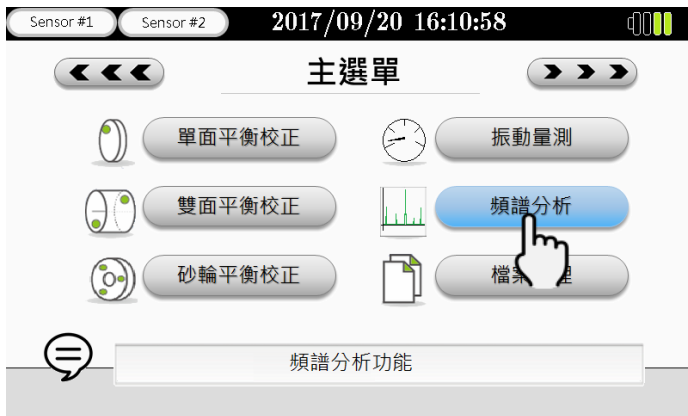 Sensor #1 Sensor #2 2017/09/20 16:10:58
主選單
單面平衡校正 振動量測
雙面平衡校正 頻譜分析
砂輪平衡校正 檔
頻譜分析功能